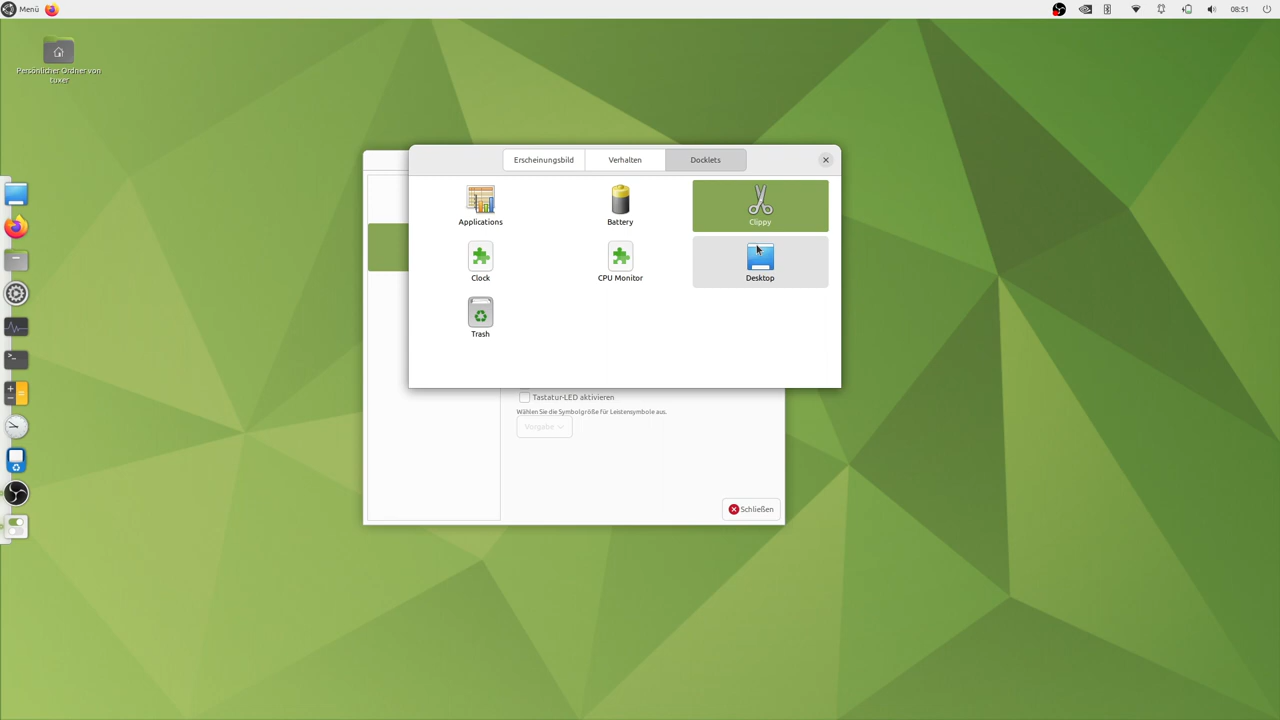 Menü
08:51
Persönlicher Ordner von
tuxer
Erscheinungsbild
Verhalten
Docklets
Applications
Battery
Clippy
Clock
CPU Monitor
Desktop
Trash
Tastatur-LED aktivieren
Wählen Sie die Symbolgröße für Leistensymbole aus.
Vorgabe
Schließen